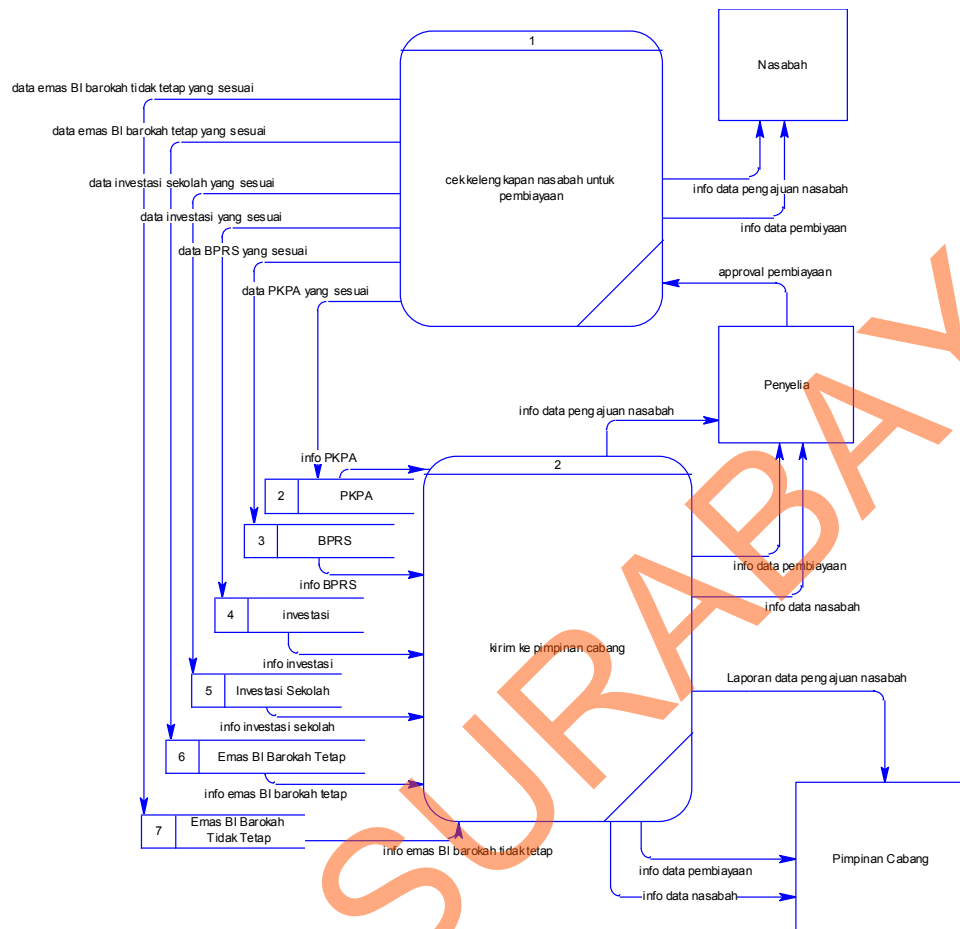 1
Nasabah
data emas BI barokah tidak tetap yang sesuai
data emas BI barokah tetap yang sesuai
cek kelengkapan nasabah untuk
pembiayaan
data investasi sekolah yang sesuai
info data pengajuan nasabah
data investasi yang sesuai
info data pembiyaan
data BPRS yang sesuai
approval pembiayaan
data PKPA yang sesuai
Penyelia
info data pengajuan nasabah
info PKPA
2
2
PKPA
3
BPRS
info data pembiayaan
info BPRS
info data nasabah
4
investasi
kirim ke pimpinan cabang
info investasi
Laporan data pengajuan nasabah
5
Investasi Sekolah
info investasi sekolah
6
Emas BI Barokah Tetap
info emas BI barokah tetap
7
Emas BI Barokah
Tidak Tetap
info emas BI barokah tidak tetap
Pimpinan Cabang
info data pembiayaan
info data nasabah
SURABAY